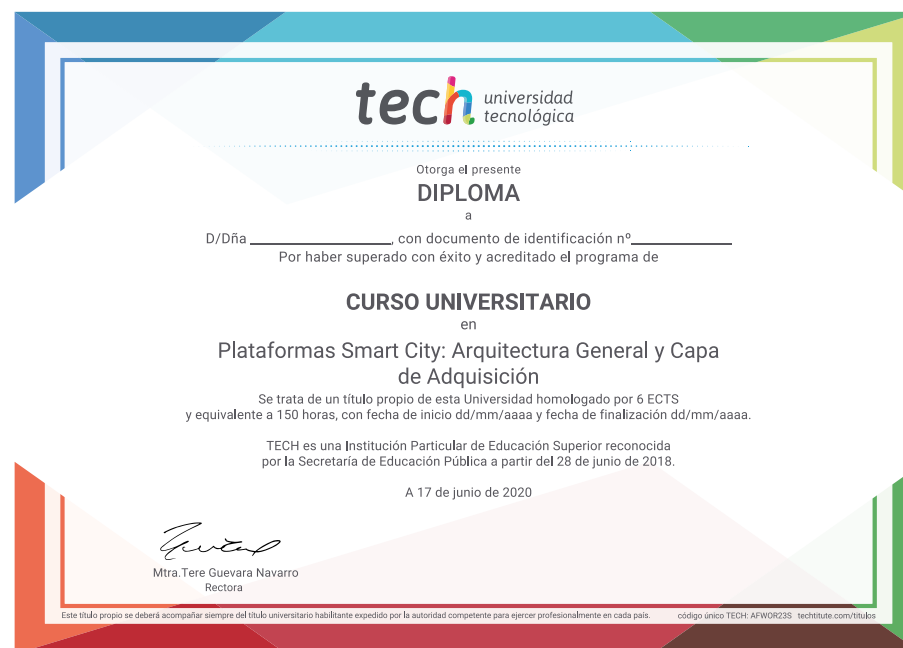 tech universidad
tecnológica
Otorga el presente
DIPLOMA
a
D/Dña ____________, con documento de identificación nº____________
Por haber superado con éxito y acreditado el programa de
CURSO UNIVERSITARIO
en
Plataformas Smart City: Arquitectura General y Capa
de Adquisición
Se trata de un título propio de esta Universidad homologado por 6 ECTS
y equivalente a 150 horas, con fecha de inicio dd/mm/aaaa y fecha de finalización dd/mm/aaaa.
TECH es una Institución Particular de Educación Superior reconocida
por la Secretaría de Educación Pública a partir del 28 de junio de 2018.
A 17 de junio de 2020
Mtra.Tere Guevara Navarro
Rectora
Este título propio se deberá acompañar siempre del título universitario habilitante expedido por la autoridad competente para ejercer profesionalmente en cada país. código único TECH: AFWOR23S techtitute.com/titulos